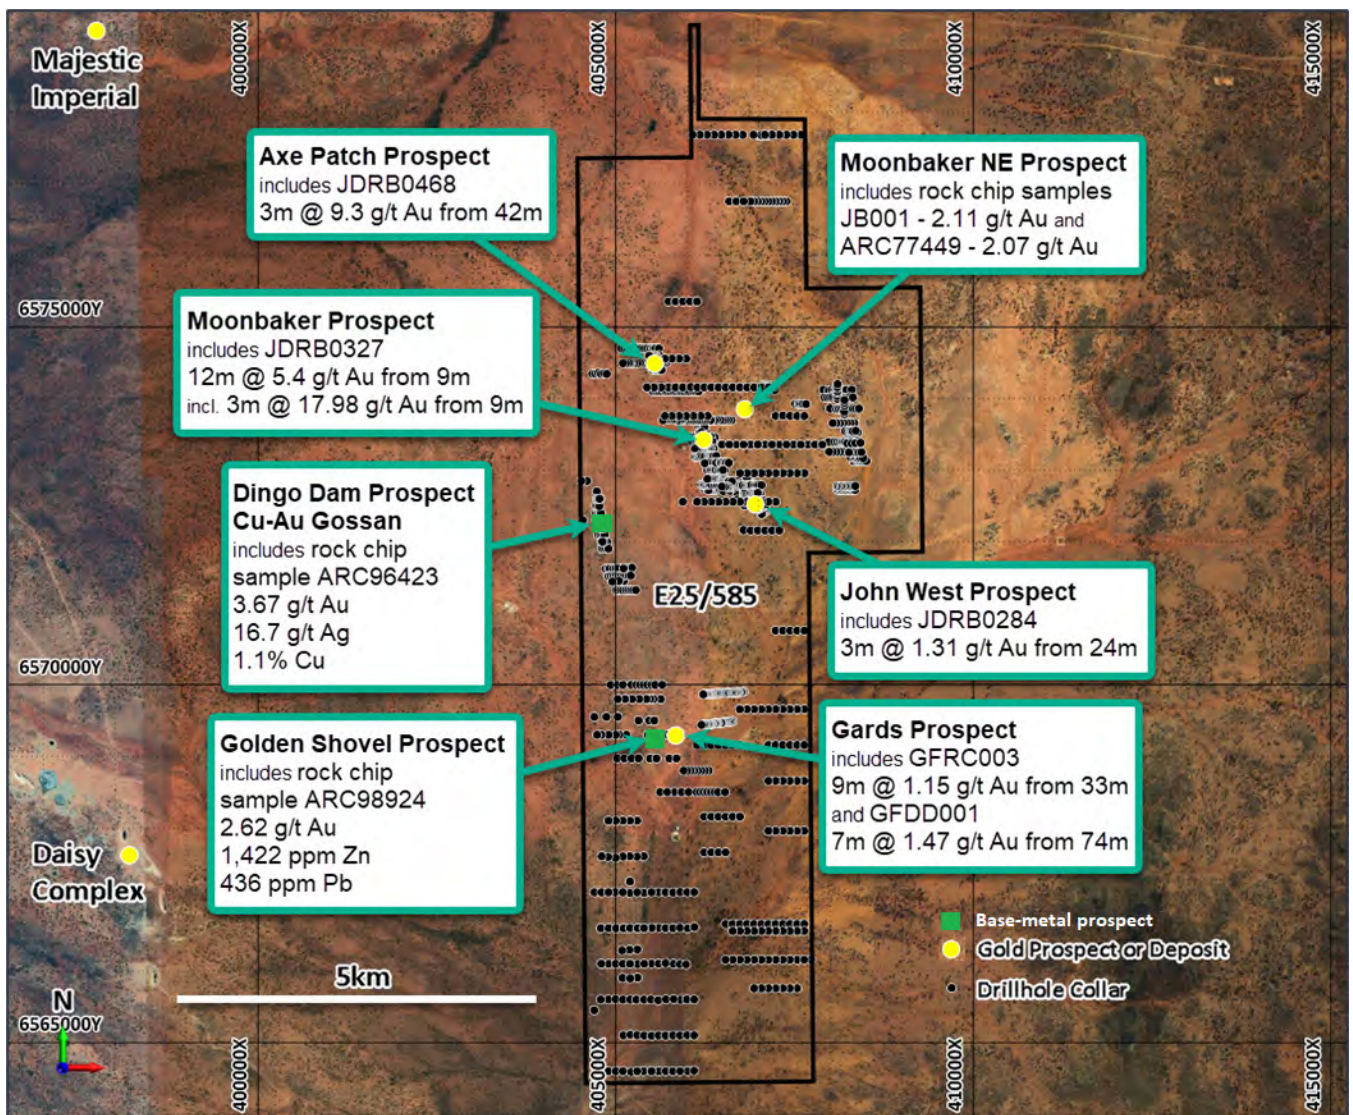 Majestic
Imperial
400000X
405000X
410000X
415000X
Axe Patch Prospect
includes JDRB0468
3m @ 9.3 g/t Au from 42m
Moonbaker NE Prospect
includes rock chip samples
JB001 - 2.11 g/t Au and
ARC77449 - 2.07 g/t Au
6575000Y
Moonbaker Prospect
includes JDRB0327
12m @ 5.4 g/t Au from 9m
incl. 3m @ 17.98 g/t Au from 9m
Dingo Dam Prospect
Cu-Au Gossan
includes rock chip
sample ARC96423
3.67 g/t Au
16.7 g/t Ag
1.1% Cu
E25/585
John West Prospect
includes JDRB0284
3m @ 1.31 g/t Au from 24m
6570000Y
Golden Shovel Prospect
includes rock chip
sample ARC98924
2.62 g/t Au
1,422 ppm Zn
436 ppm Pb
Gards Prospect
includes GFRC003
9m @ 1.15 g/t Au from 33m
and GFDD001
7m @ 1.47 g/t Au from 74m
Daisy
Complex
Base-metal prospect
Gold Prospect or Deposit
Drillhole Collar
5km
N
6565000Y
400000X
405000X
410000X
415000X